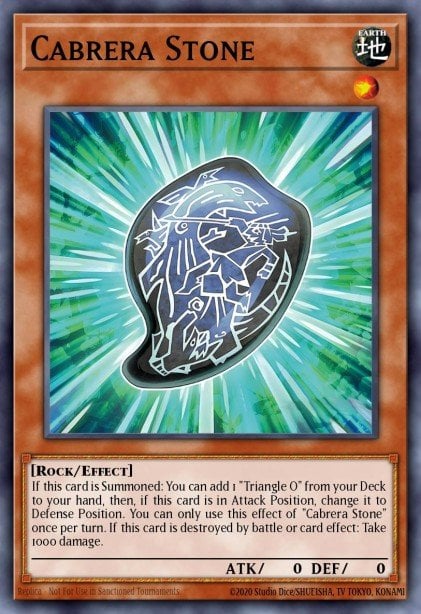 Cabrera Stone
EARTH
地
[Rock/Effect]
If this card is Summoned: You can add 1 "Triangle O" from your Deck
to your hand, then, if this card is in Attack Position, change it to
Defense Position. You can only use this effect of "Cabrera Stone"
once per turn. If this card is destroyed by battle or card effect: Take
1000 damage.
ATK/ 0 DEF/ 0
Replica - Not For Use in Sanctioned Tournaments. ©2020 Studio Dice/SHUEISHA, TV TOKYO, KONAMI